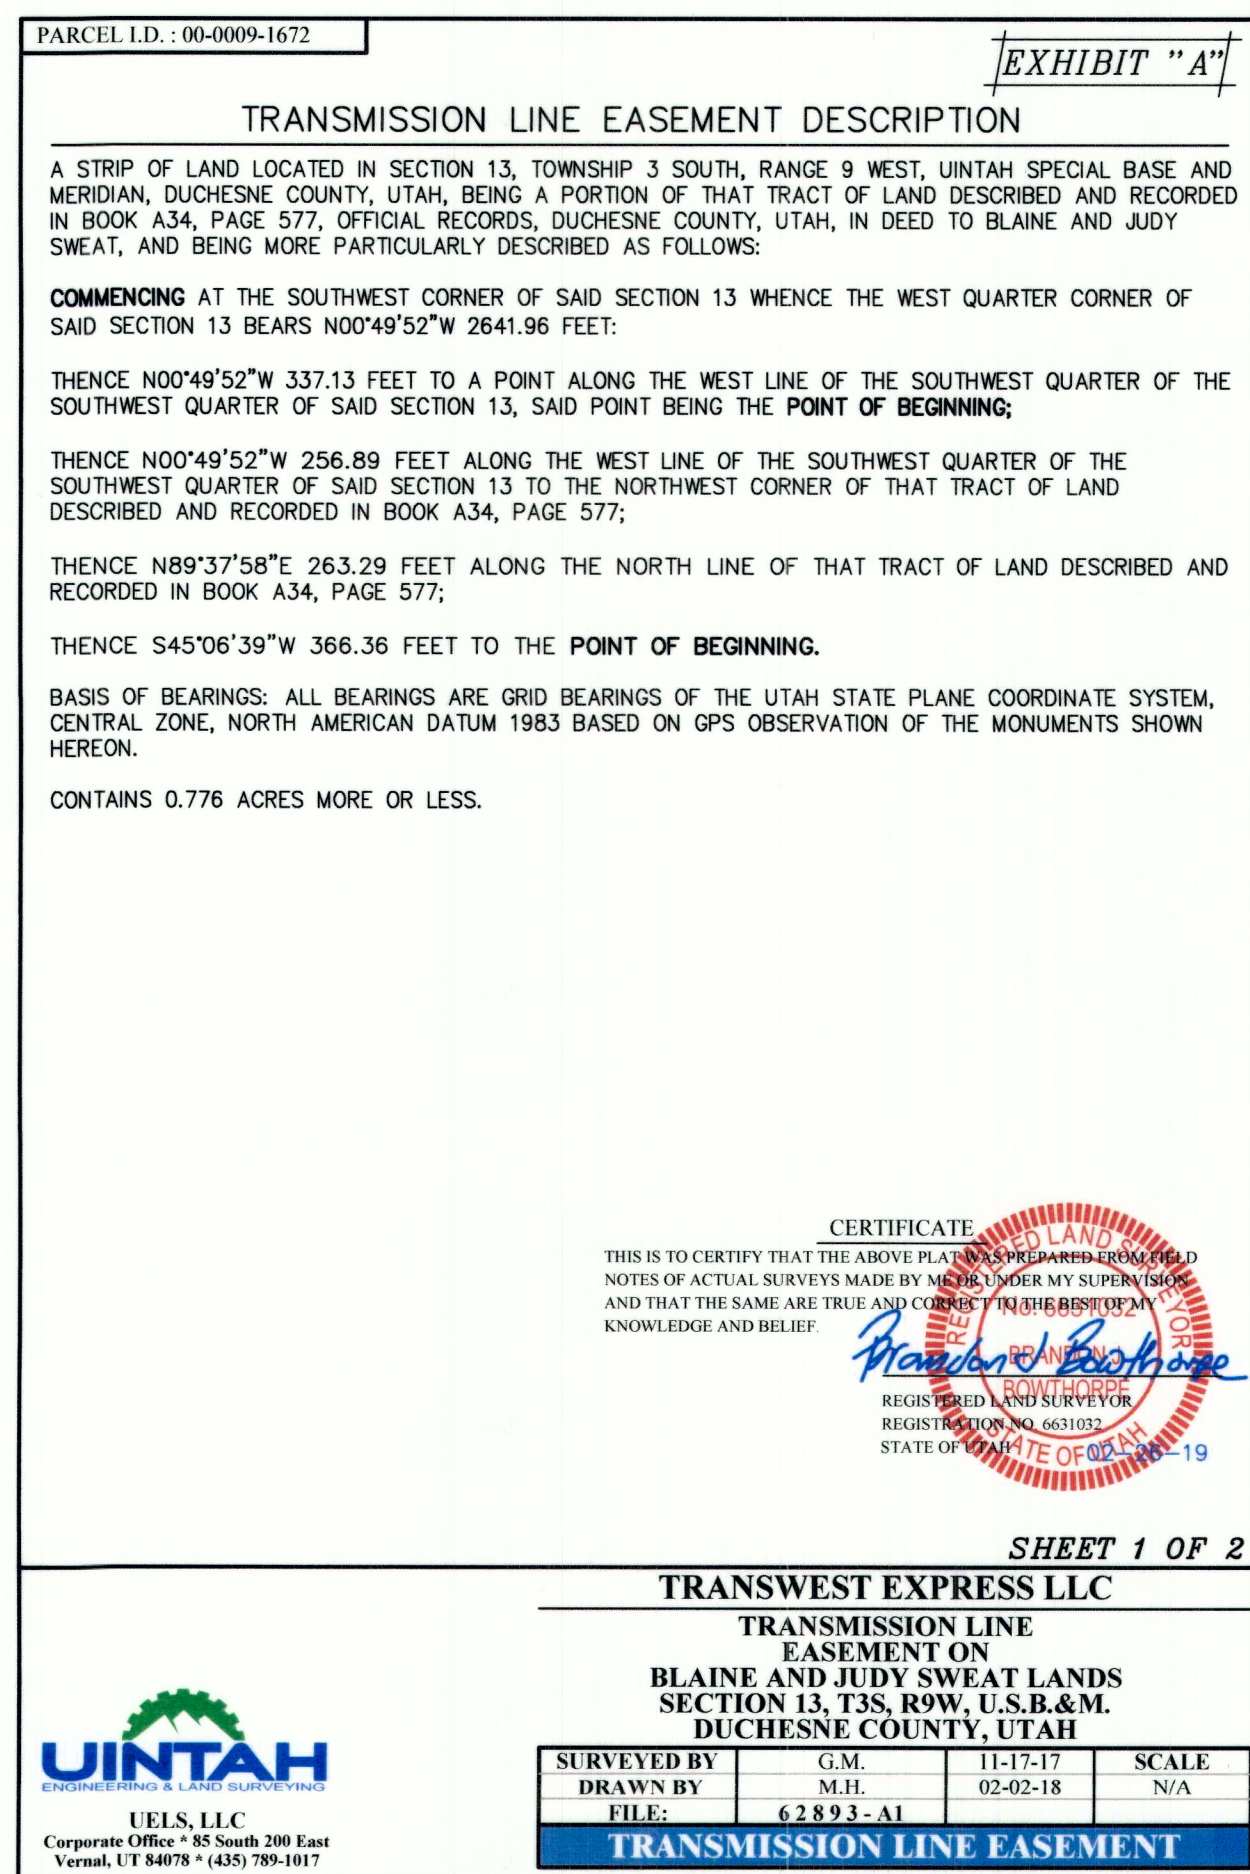 PARCEL I.D. : 00-0009-1672
EXHIBIT "A"
TRANSMISSION LINE EASEMENT DESCRIPTION
A STRIP OF LAND LOCATED IN SECTION 13, TOWNSHIP 3 SOUTH, RANGE 9 WEST, UINTAH SPECIAL BASE AND
MERIDIAN, DUCHESNE COUNTY, UTAH, BEING A PORTION OF THAT TRACT OF LAND DESCRIBED AND RECORDED
IN BOOK A34, PAGE 577, OFFICIAL RECORDS, DUCHESNE COUNTY, UTAH, IN DEED TO BLAINE AND JUDY
SWEAT, AND BEING MORE PARTICULARLY DESCRIBED AS FOLLOWS:
COMMENCING AT THE SOUTHWEST CORNER OF SAID SECTION 13 WHENCE THE WEST QUARTER CORNER OF
SAID SECTION 13 BEARS N00°49'52"W 2641.96 FEET:
THENCE N00°49'52"W 337.13 FEET TO A POINT ALONG THE WEST LINE OF THE SOUTHWEST QUARTER OF THE
SOUTHWEST QUARTER OF SAID SECTION 13, SAID POINT BEING THE POINT OF BEGINNING;
THENCE N00°49'52"W 256.89 FEET ALONG THE WEST LINE OF THE SOUTHWEST QUARTER OF THE
SOUTHWEST QUARTER OF SAID SECTION 13 TO THE NORTHWEST CORNER OF THAT TRACT OF LAND
DESCRIBED AND RECORDED IN BOOK A34, PAGE 577;
THENCE N89°37'58"E 263.29 FEET ALONG THE NORTH LINE OF THAT TRACT OF LAND DESCRIBED AND
RECORDED IN BOOK A34, PAGE 577;
THENCE S45°06'39"W 366.36 FEET TO THE POINT OF BEGINNING.
BASIS OF BEARINGS: ALL BEARINGS ARE GRID BEARINGS OF THE UTAH STATE PLANE COORDINATE SYSTEM,
CENTRAL ZONE, NORTH AMERICAN DATUM 1983 BASED ON GPS OBSERVATION OF THE MONUMENTS SHOWN
HEREON.
CONTAINS 0.776 ACRES MORE OR LESS.
CERTIFICATE
THIS IS TO CERTIFY THAT THE ABOVE PLAT WAS PREPARED FROM FIELD
NOTES OF ACTUAL SURVEYS MADE BY ME OR UNDER MY SUPERVISION
AND THAT THE SAME ARE TRUE AND CORRECT TO THE BEST OF MY
KNOWLEDGE AND BELIEF.
Brandon J Bowthorpe
REGISTERED LAND SURVEYOR
REGISTRATION NO. 6631032
STATE OF UTAH
REGISTERED LAND SURVEYOR
No. 6631032
BRANDON J.
BOWTHORPE
STATE OF UTAH
02-26-19
SHEET 1 OF 2
TRANSWEST EXPRESS LLC
TRANSMISSION LINE
EASEMENT ON
BLAINE AND JUDY SWEAT LANDS
SECTION 13, T3S, R9W, U.S.B.&M.
DUCHESNE COUNTY, UTAH
SURVEYED BY G.M. 11-17-17 SCALE
DRAWN BY M.H. 02-02-18 N/A
FILE: 62893-A1
TRANSMISSION LINE EASEMENT
UINTAH
ENGINEERING & LAND SURVEYING
UELS, LLC
Corporate Office * 85 South 200 East
Vernal, UT 84078 * (435) 789-1017